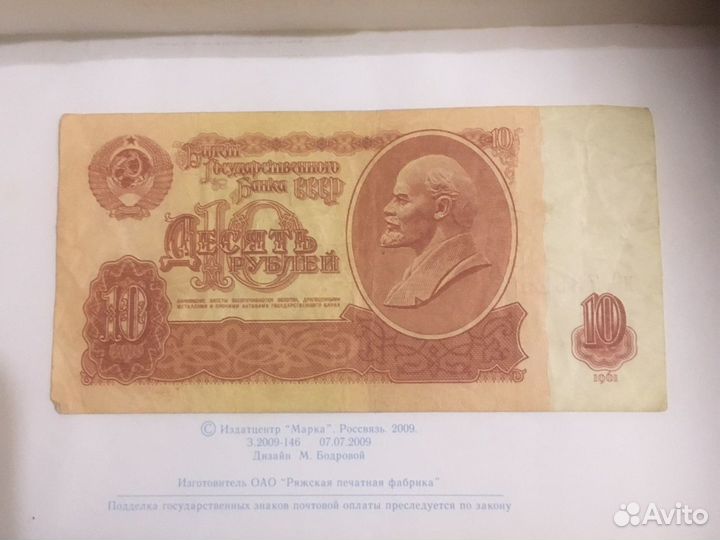 Билет
Государственного
Банка СССР
10
10
Десять
Рублей
БАНКОВСКИЕ БИЛЕТЫ ОБЕСПЕЧИВАЮТСЯ ЗОЛОТОМ, ДРАГОЦЕННЫМИ
МЕТАЛЛАМИ И ПРОЧИМИ АКТИВАМИ ГОСУДАРСТВЕННОГО БАНКА
10
10
1961
© Издатцентр "Марка". Россвязь. 2009.
З.2009-146 07.07.2009
Дизайн М. Бодровой
Изготовитель ОАО "Ряжская печатная фабрика"
Подделка государственных знаков почтовой оплаты преследуется по закону
Avito